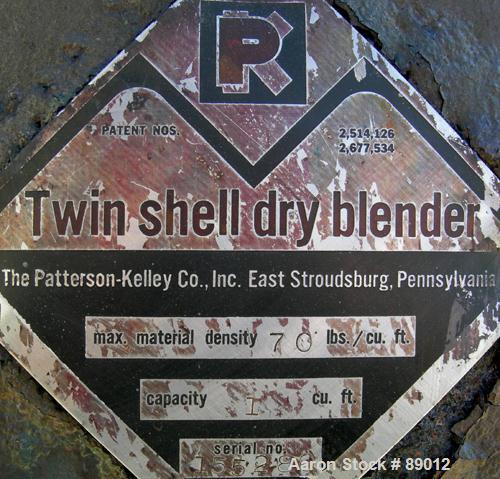 PK
PATENT NOS. 2,514,126
2,677,534
Twin shell dry blender
The Patterson-Kelley Co., Inc. East Stroudsburg, Pennsylvania
max. material density 70 lbs./cu. ft.
capacity 1 cu. ft.
serial no.
Aaron Stock # 89012